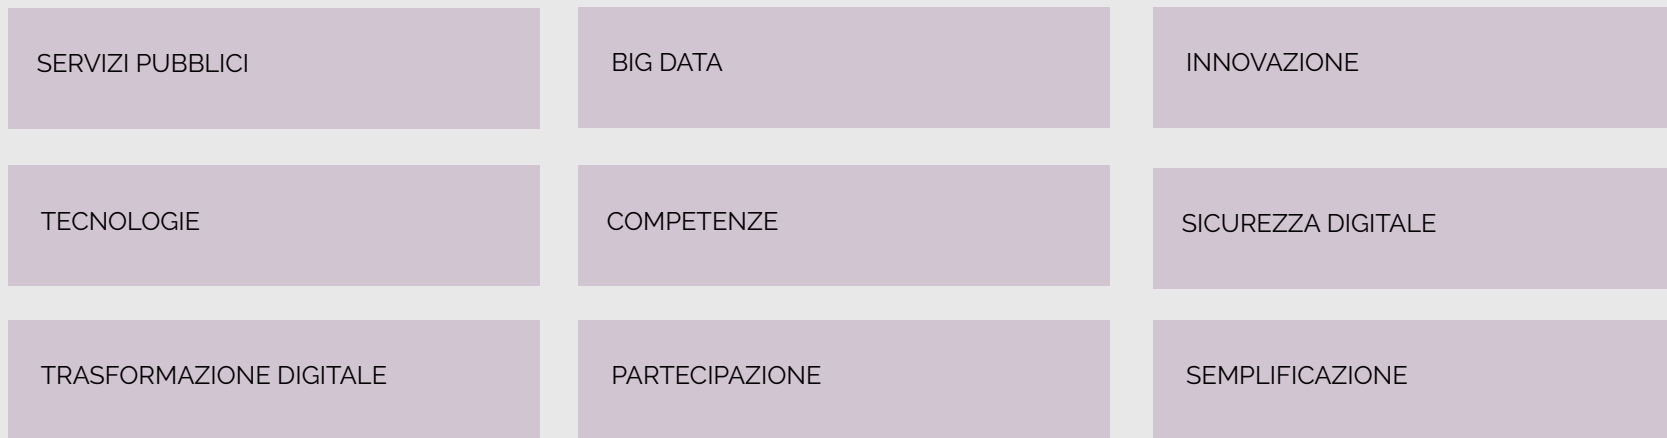 SERVIZI PUBBLICI
BIG DATA
INNOVAZIONE
TECNOLOGIE
COMPETENZE
SICUREZZA DIGITALE
TRASFORMAZIONE DIGITALE
PARTECIPAZIONE
SEMPLIFICAZIONE